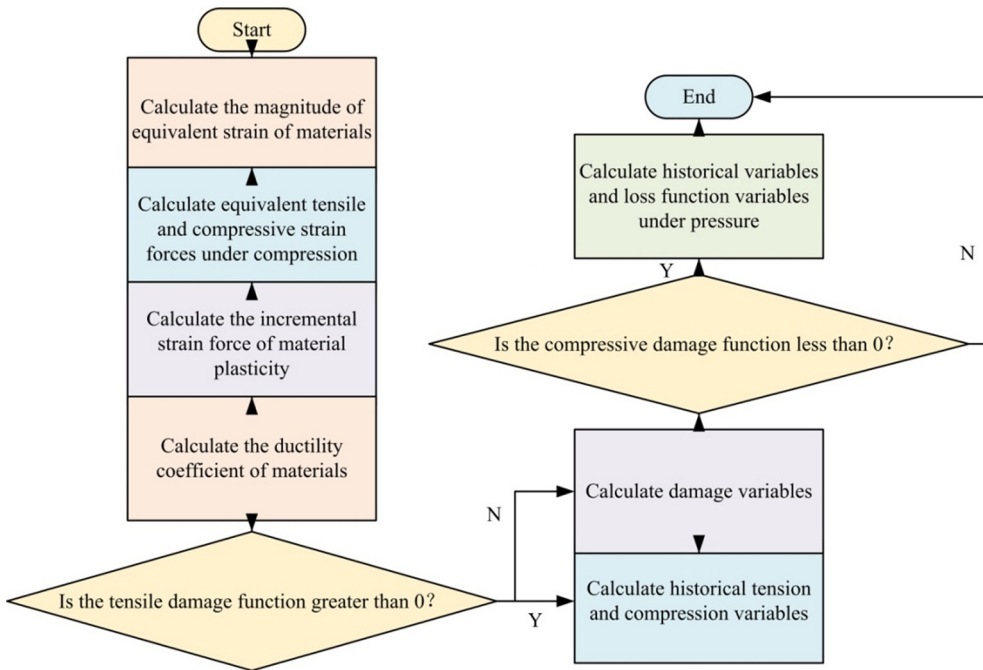 Start
Calculate the magnitude of
equivalent strain of materials
Calculate equivalent tensile
and compressive strain
forces under compression
Calculate the incremental
strain force of material
plasticity
Calculate the ductility
coefficient of materials
Is the tensile damage function greater than 0?
N
Y
End
Calculate historical variables
and loss function variables
under pressure
Y
N
Is the compressive damage function less than 0?
Calculate damage variables
Calculate historical tension
and compression variables